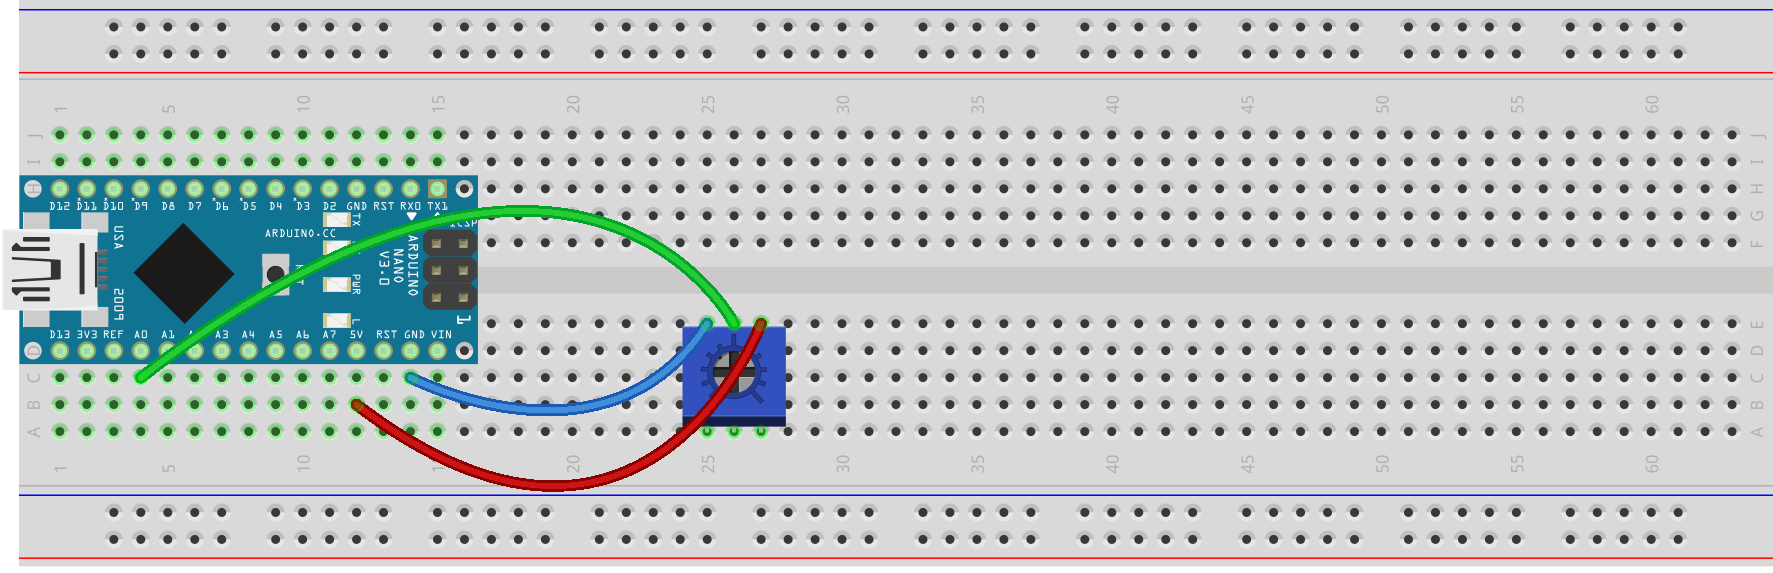 1 5 10 15 20 25 30 35 40 45 50 55 60
J J
I I
H H
D12 D11 D10 D9 D8 D7 D6 D5 D4 D3 D2 GND RST RX0 TX1
G
F
TX
ICSP
USA
ARDUINO.CC
ARDUINO
NANO
V3.0
PWR
2009
L
1
D13 3V3 REF A0 A1 A3 A4 A5 A6 A7 5V RST GND VIN
E
D D
C C
B B
A A
1 5 10 1 20 25 30 35 40 45 50 55 60